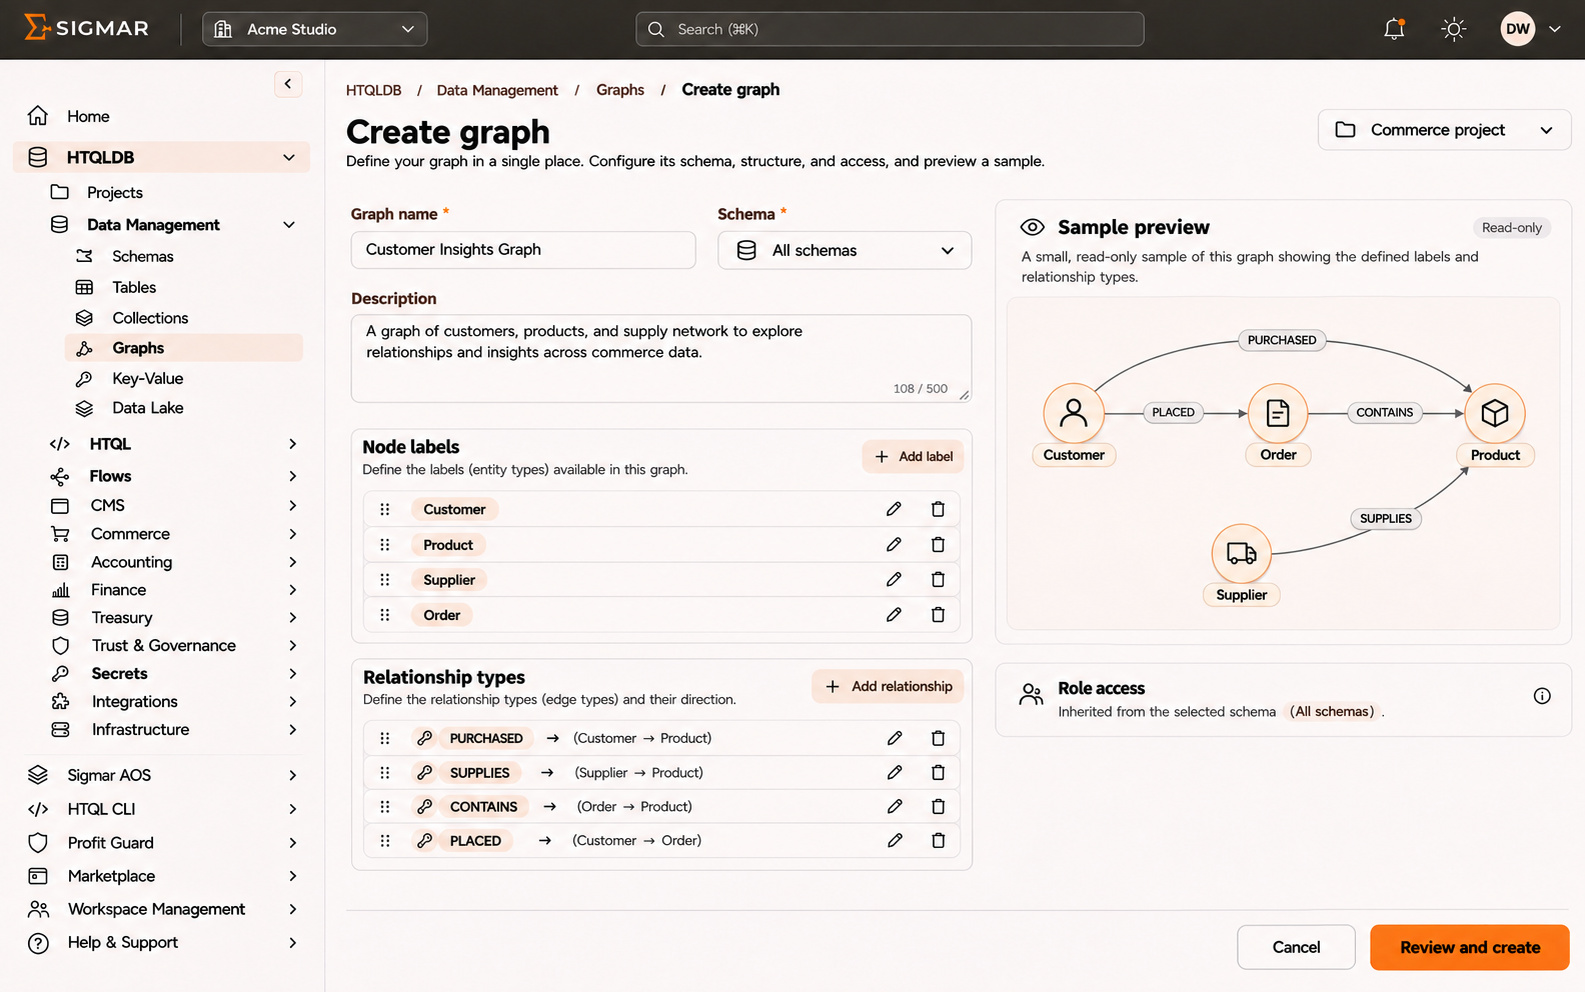 SIGMAR
Acme Studio
Search (⌘K)
DW
Home
HTQLDB
Projects
Data Management
Schemas
Tables
Collections
Graphs
Key-Value
Data Lake
HTQL
Flows
CMS
Commerce
Accounting
Finance
Treasury
Trust & Governance
Secrets
Integrations
Infrastructure
Sigmar AOS
HTQL CLI
Profit Guard
Marketplace
Workspace Management
Help & Support
HTQLDB / Data Management / Graphs / Create graph
Create graph
Define your graph in a single place. Configure its schema, structure, and access, and preview a sample.
Commerce project
Graph name *
Customer Insights Graph
Schema *
All schemas
Description
A graph of customers, products, and supply network to explore
relationships and insights across commerce data.
108 / 500
Node labels
Define the labels (entity types) available in this graph.
+ Add label
Customer
Product
Supplier
Order
Relationship types
Define the relationship types (edge types) and their direction.
+ Add relationship
PURCHASED → (Customer → Product)
SUPPLIES → (Supplier → Product)
CONTAINS → (Order → Product)
PLACED → (Customer → Order)
Sample preview
Read-only
A small, read-only sample of this graph showing the defined labels and
relationship types.
PURCHASED
PLACED
CONTAINS
Customer
Order
Product
SUPPLIES
Supplier
Role access
Inherited from the selected schema (All schemas) .
Cancel
Review and create